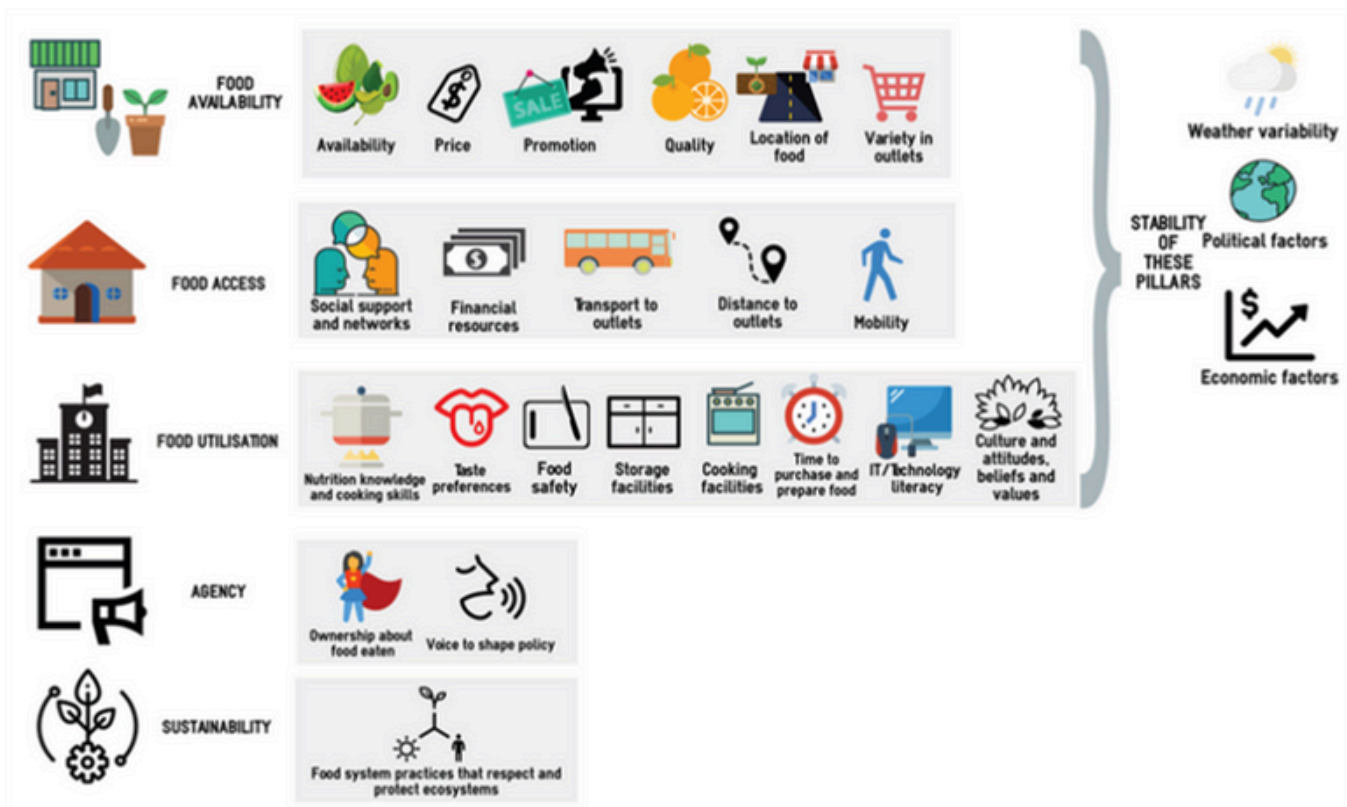 FOOD
AVAILABILITY
Availability
Price
SALE
Promotion
Quality
Location of
food
Variety in
outlets
FOOD ACCESS
Social support
and networks
Financial
resources
Transport to
outlets
Distance to
outlets
Mobility
FOOD UTILISATION
Nutrition knowledge
and cooking skills
Taste
preferences
Food
safety
Storage
facilities
Cooking
facilities
Time to
purchase and
prepare food
IT/Technology
literacy
Culture and
attitudes,
beliefs and
values
STABILITY
OF
THESE
PILLARS
Weather variability
Political factors
$
Economic factors
AGENCY
Ownership about
food eaten
Voice to shape policy
SUSTAINABILITY
Food system practices that respect and
protect ecosystems